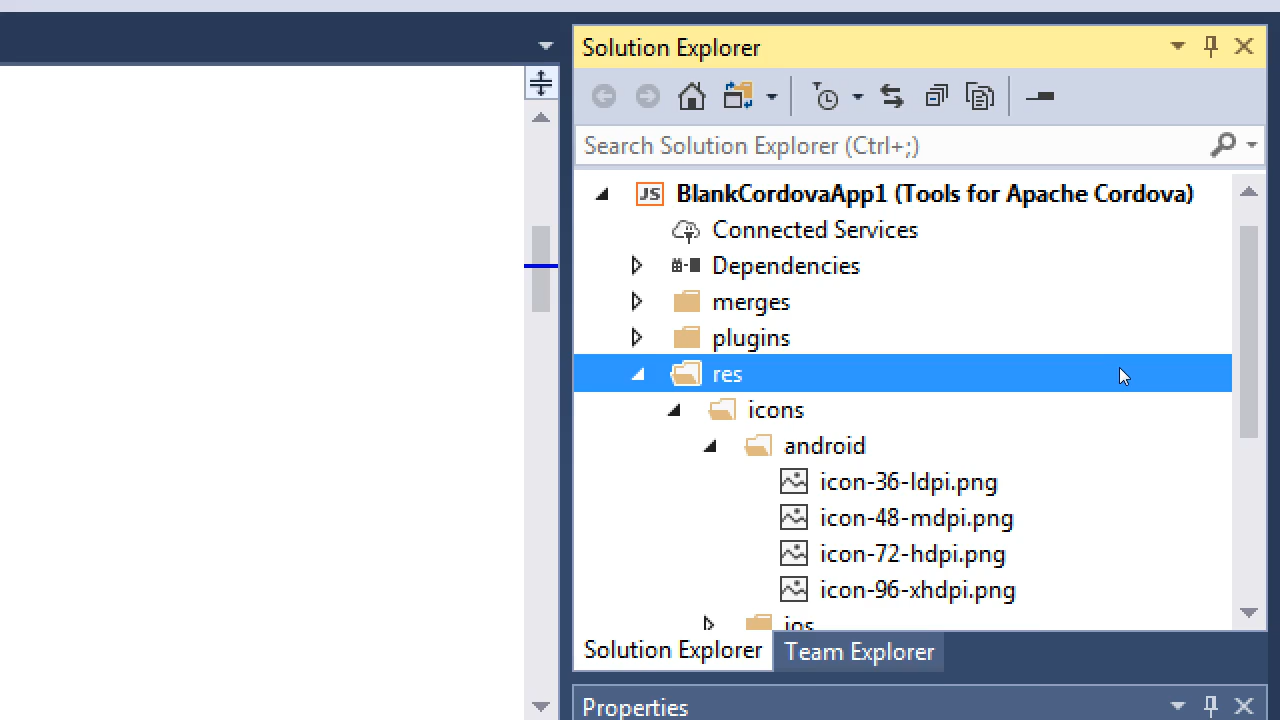 Solution Explorer
Search Solution Explorer (Ctrl+;)
JS BlankCordovaApp1 (Tools for Apache Cordova)
Connected Services
Dependencies
merges
plugins
res
icons
android
icon-36-ldpi.png
icon-48-mdpi.png
icon-72-hdpi.png
icon-96-xhdpi.png
ios
Solution Explorer Team Explorer
Properties